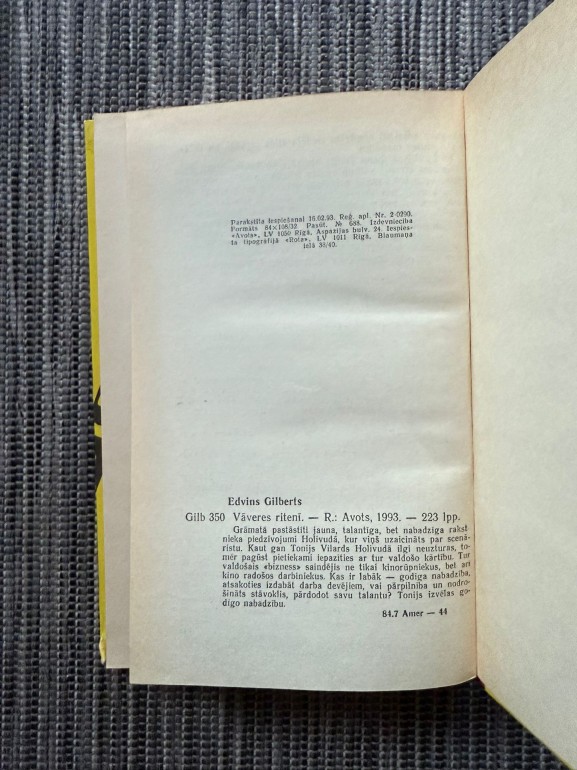 Parakstīta iespiešanai 16.02.93. Reģ. apl. Nr. 2-0290.
Formāts 84×108/32 Pasūt. № 688. Izdevniecība
«Avots», LV 1050 Rīgā, Aspazijas bulv. 24. Iespies-
ta tipogrāfijā «Rota», LV 1011 Rīgā, Blaumaņa
ielā 38/40.
Edvins Gilberts
Gilb 350 Vāveres ritenī. — R.: Avots, 1993. — 223 lpp.
Grāmatā pastāstīti jauna, talantīga, bet nabadzīga rakst
nieka piedzīvojumi Holivudā, kur viņš uzaicināts par scenā-
ristu. Kaut gan Tonijs Vilards Holivudā ilgi neuzturas, to-
mēr pagūst pietiekami iepazīties ar tur valdošo kārtību. Tur
valdošais «bizness» saindējis ne tikai kinorūpniekus, bet arī
kino radošos darbiniekus. Kas ir labāk — godīga nabadzība,
atsakoties izdabāt darba devējiem, vai pārpilnība un nodro-
šināts stāvoklis, pārdodot savu talantu? Tonijs izvēlas go-
dīgo nabadzību.
84.7 Amer — 44